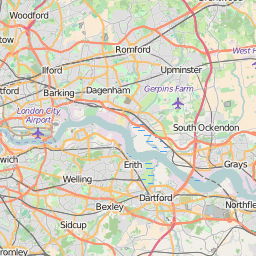 Woodford
Romford
Ilford
Upminster
West H
Barking
Dagenham
Gerpins Farm
London City
Airport
South Ockendon
Erith
Grays
Welling
Dartford
Bexley
Northfle
Sidcup